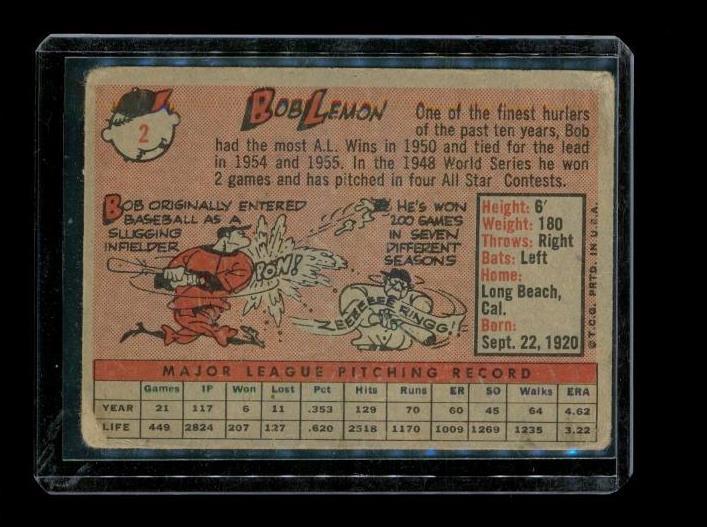 2
BOB LEMON
One of the finest hurlers
of the past ten years, Bob
had the most A.L. Wins in 1950 and tied for the lead
in 1954 and 1955. In the 1948 World Series he won
2 games and has pitched in four All Star Contests.
BOB ORIGINALLY ENTERED
BASEBALL AS A
SLUGGING
INFIELDER
POW!
HE'S WON
200 GAMES
IN SEVEN
DIFFERENT
SEASONS
ZEEEEEEE RINGG!
Height: 6'
Weight: 180
Throws: Right
Bats: Left
Home:
Long Beach,
Cal.
Born:
Sept. 22, 1920
© T.C.G. PRTD. IN U.S.A.
MAJOR LEAGUE PITCHING RECORD
Games IP Won Lost Pct Hits Runs ER SO Walks ERA
YEAR 21 117 6 11 .353 129 70 60 45 64 4.62
LIFE 449 2824 207 127 .620 2518 1170 1009 1269 1235 3.22